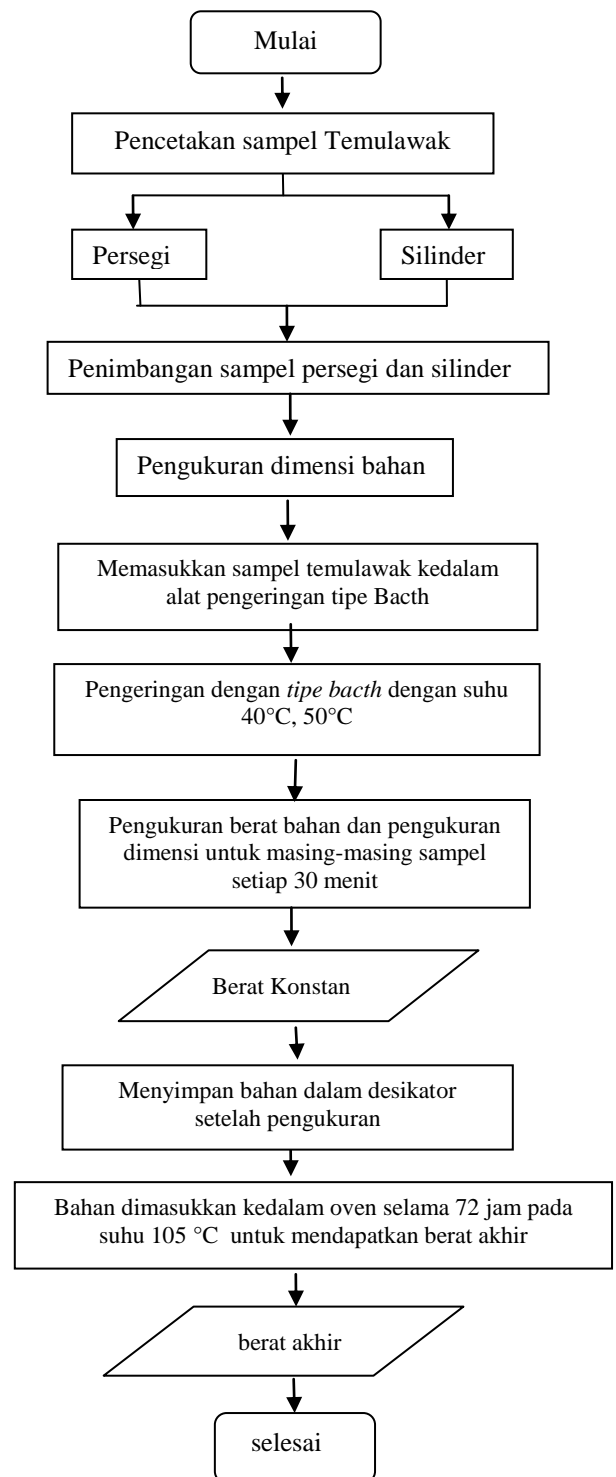 Mulai
Pencetakan sampel Temulawak
Persegi
Silinder
Penimbangan sampel persegi dan silinder
Pengukuran dimensi bahan
Memasukkan sampel temulawak kedalam
alat pengeringan tipe Bacth
Pengeringan dengan tipe bacth dengan suhu
40°C, 50°C
Pengukuran berat bahan dan pengukuran
dimensi untuk masing-masing sampel
setiap 30 menit
Berat Konstan
Menyimpan bahan dalam desikator
setelah pengukuran
Bahan dimasukkan kedalam oven selama 72 jam pada
suhu 105 °C untuk mendapatkan berat akhir
berat akhir
selesai